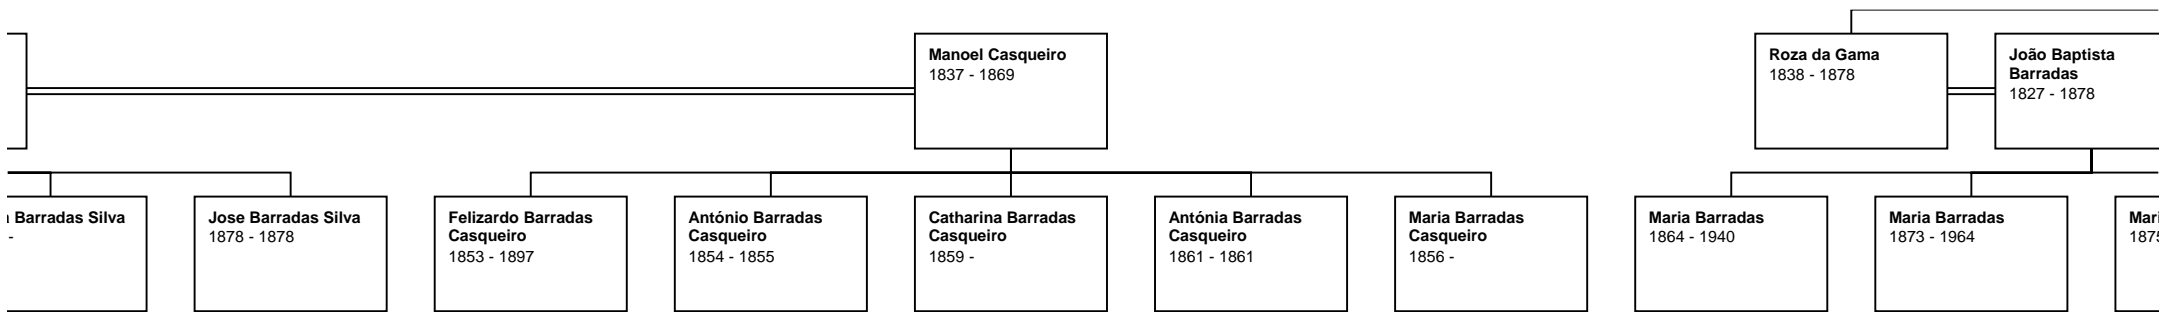 Manoel Casqueiro
1837 - 1869
Roza da Gama
1838 - 1878
João Baptista
Barradas
1827 - 1878
Barradas Silva
-
Jose Barradas Silva
1878 - 1878
Felizardo Barradas
Casqueiro
1853 - 1897
António Barradas
Casqueiro
1854 - 1855
Catharina Barradas
Casqueiro
1859 -
Antónia Barradas
Casqueiro
1861 - 1861
Maria Barradas
Casqueiro
1856 -
Maria Barradas
1864 - 1940
Maria Barradas
1873 - 1964